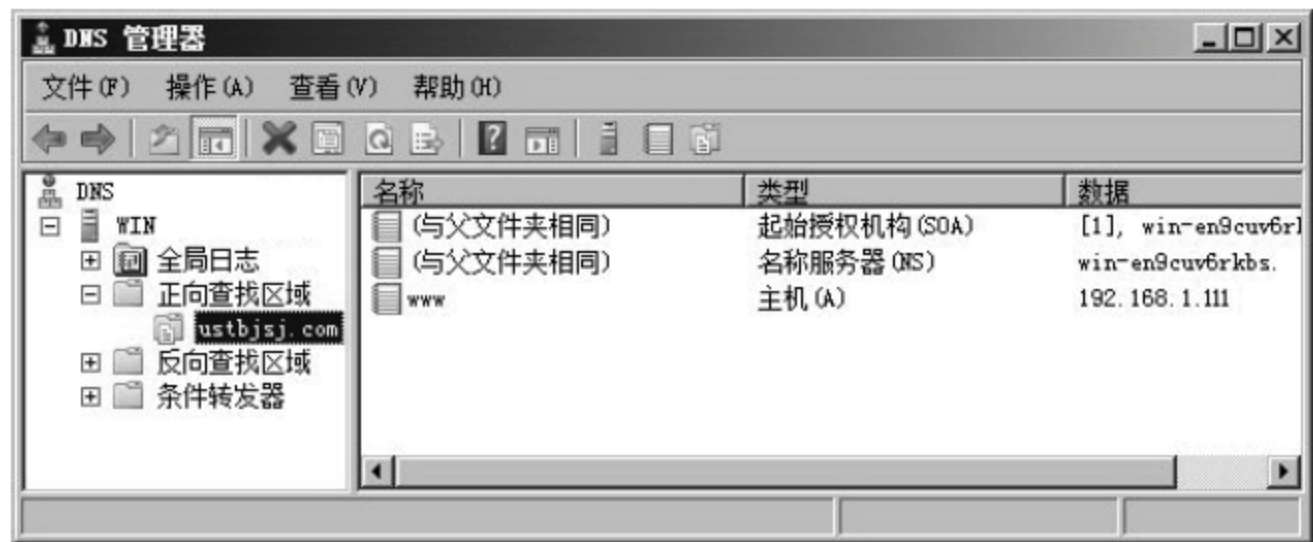 DNS 管理器
文件(F) 操作(A) 查看(V) 帮助(H)
DNS
WIN
全局日志
正向查找区域
ustbjsj.com
反向查找区域
条件转发器
名称 类型 数据
(与父文件夹相同) 起始授权机构(SOA) [1], win-en9cuv6rl
(与父文件夹相同) 名称服务器(NS) win-en9cuv6rkbs.
www 主机(A) 192.168.1.111